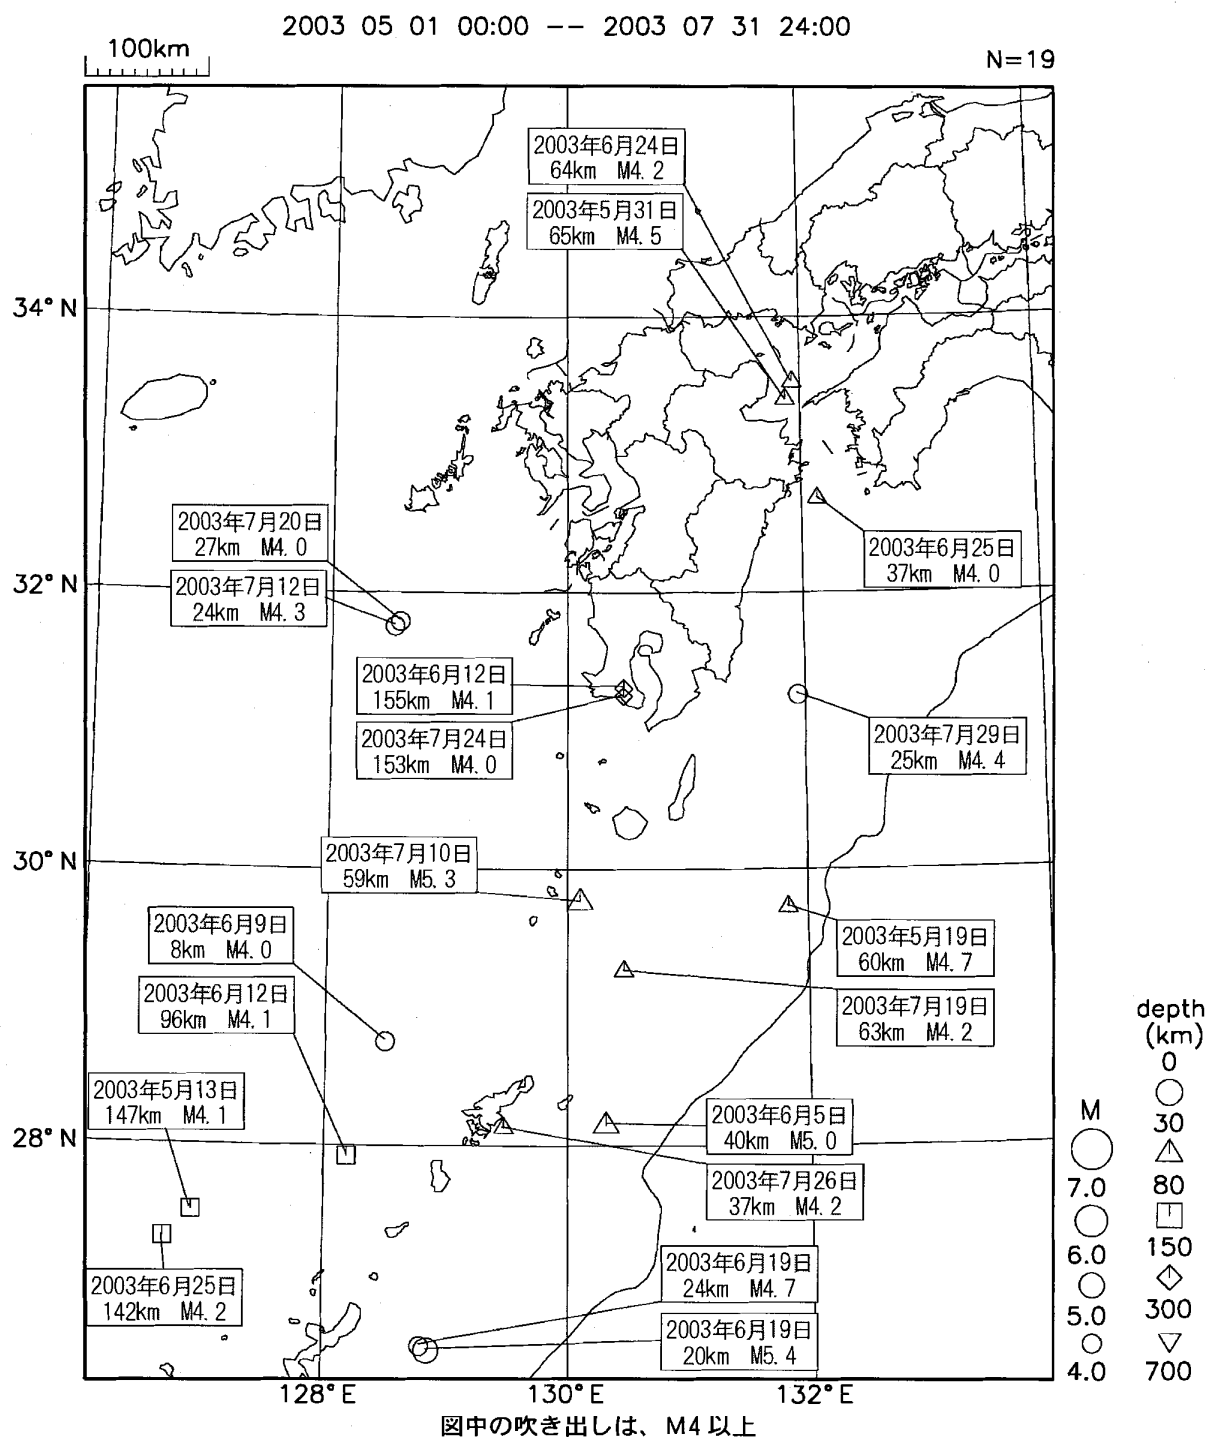 2003 05 01 00:00 -- 2003 07 31 24:00
100km
N=19
2003年6月24日
64km M4.2
2003年5月31日
65km M4.5
34°N
2003年7月20日
27km M4.0
2003年6月25日
37km M4.0
32°N
2003年7月12日
24km M4.3
2003年6月12日
155km M4.1
2003年7月24日
153km M4.0
2003年7月29日
25km M4.4
30°N
2003年7月10日
59km M5.3
2003年6月9日
8km M4.0
2003年5月19日
60km M4.7
2003年6月12日
96km M4.1
2003年7月19日
63km M4.2
2003年5月13日
147km M4.1
28°N
2003年6月5日
40km M5.0
2003年7月26日
37km M4.2
2003年6月25日
142km M4.2
2003年6月19日
24km M4.7
2003年6月19日
20km M5.4
M
7.0
6.0
5.0
4.0
depth
(km)
0
30
80
150
300
700
128°E
130°E
132°E
図中の吹き出しは、M4以上